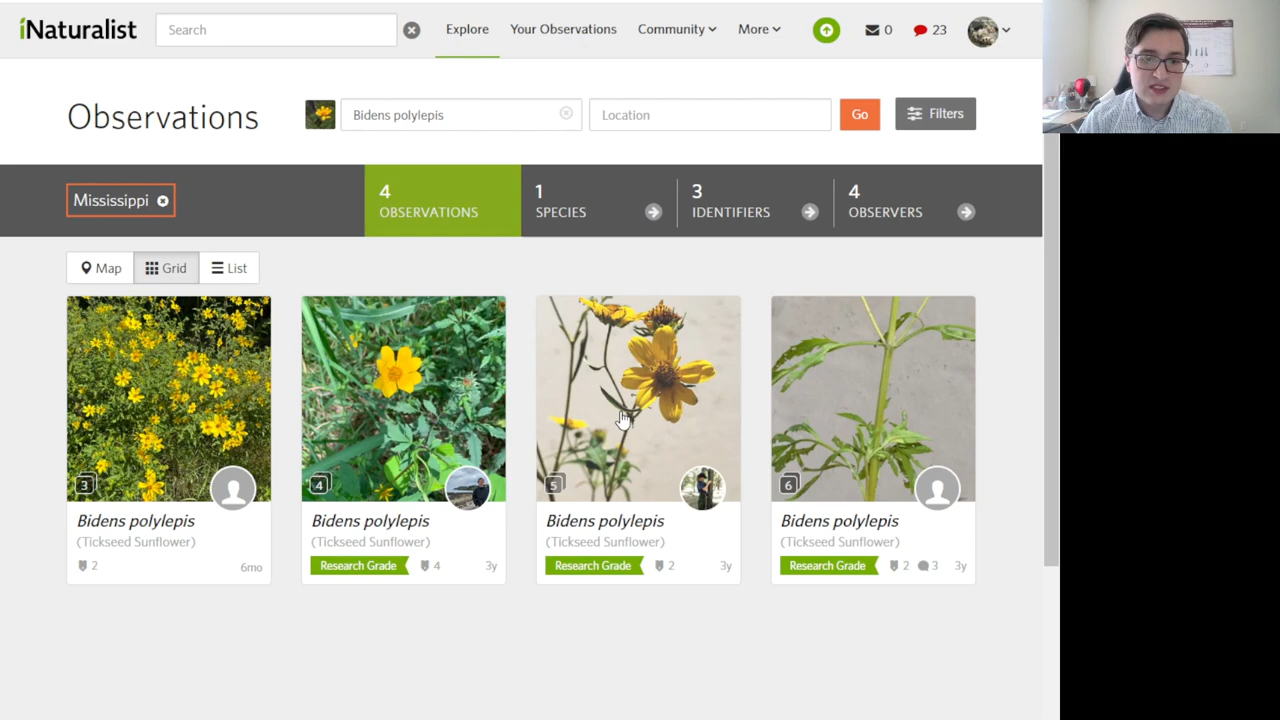 iNaturalist
Search
Explore
Your Observations
Community
More
0
23
Observations
Bidens polylepis
Location
Go
Filters
Mississippi
4
OBSERVATIONS
1
SPECIES
3
IDENTIFIERS
4
OBSERVERS
Map
Grid
List
3
Bidens polylepis
(Tickseed Sunflower)
2
6mo
4
Bidens polylepis
(Tickseed Sunflower)
Research Grade
4
3y
5
Bidens polylepis
(Tickseed Sunflower)
Research Grade
2
3y
6
Bidens polylepis
(Tickseed Sunflower)
Research Grade
2
3
3y